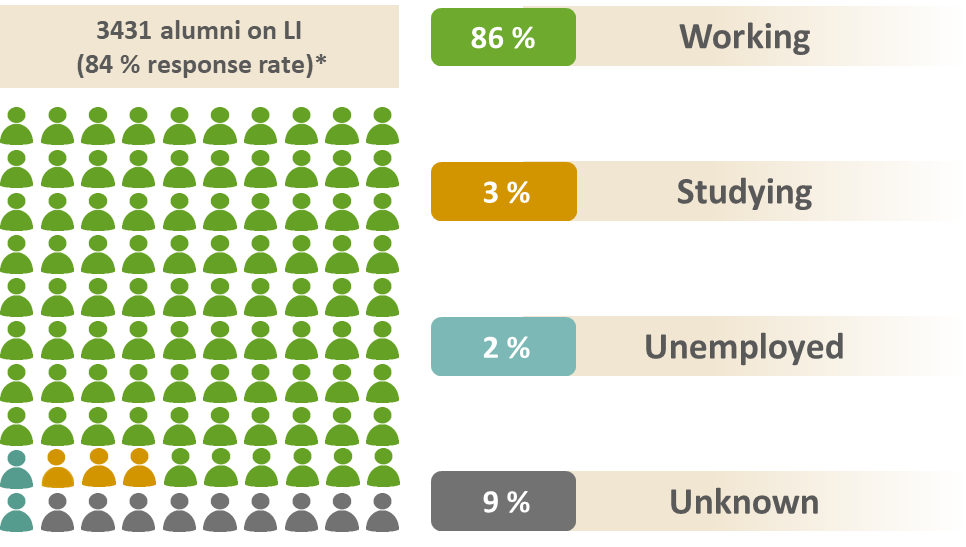 3431 alumni on LI
(84 % response rate)*
86 % Working
3 % Studying
2 % Unemployed
9 % Unknown